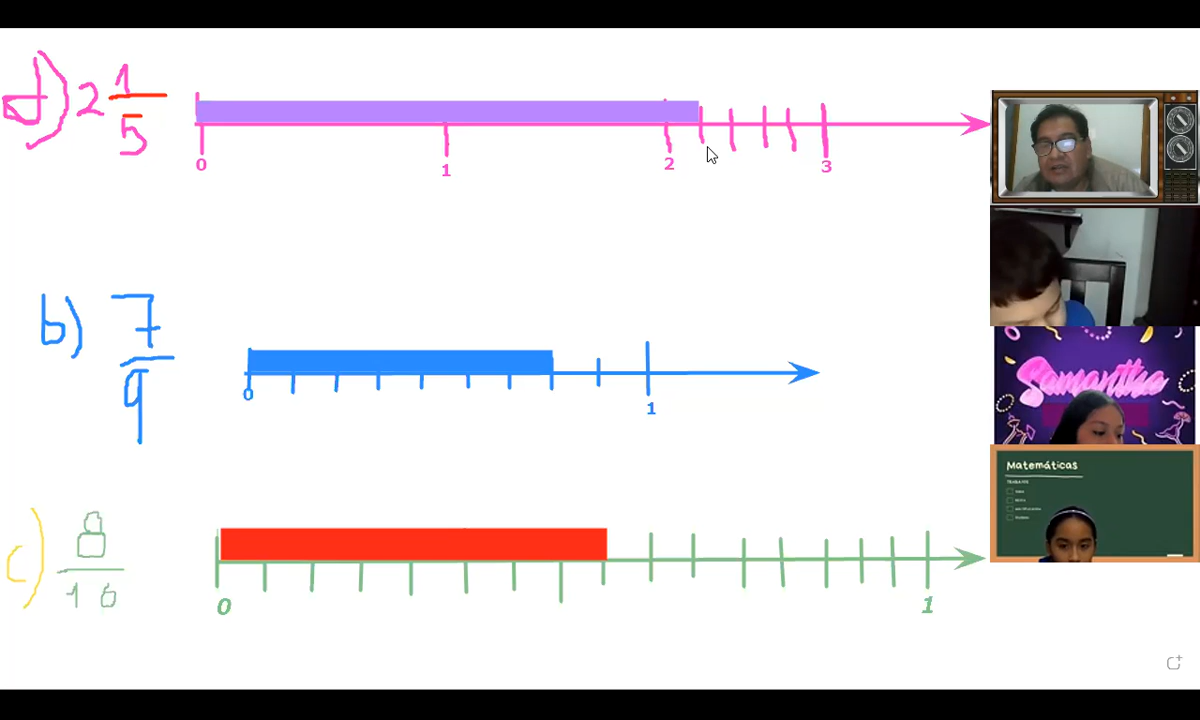 d) 2 1/5
0 1 2 3
b) 7/9
0 1
c) 8/16
0 1
Samantha
Matemáticas